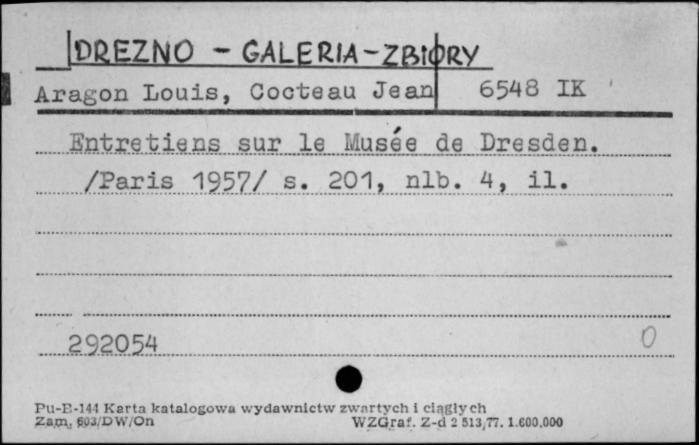 DREZNO - GALERIA-ZBIORY
Aragon Louis, Cocteau Jean 6548 IK
Entretiens sur le Musée de Dresden.
/Paris 1957/ s. 201, nlb. 4, il.
292054 0
Pu-B-144 Karta katalogowa wydawnictw zwartych i ciągłych
Zam. 693/DW/On WZGraf. Z-d 2 513/77. 1.600.000